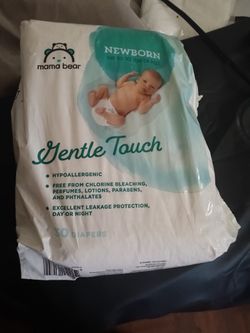 mama bear
NEWBORN
Gentle Touch
• HYPOALLERGENIC
• FREE FROM CHLORINE BLEACHING,
PERFUMES, LOTIONS, PARABENS,
AND PHTHALATES
• EXCELLENT LEAKAGE PROTECTION,
DAY OR NIGHT
DIAPERS